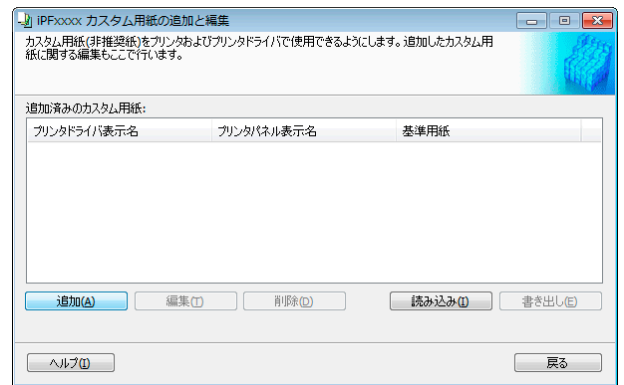 iPFxxxx カスタム用紙の追加と編集
カスタム用紙(非推奨紙)をプリンタおよびプリンタドライバで使用できるようにします。追加したカスタム用
紙に関する編集もここで行います。
追加済みのカスタム用紙:
プリンタドライバ表示名 プリンタパネル表示名 基準用紙
追加(A) 編集(T) 削除(D) 読み込み(I) 書き出し(E)
ヘルプ(I) 戻る